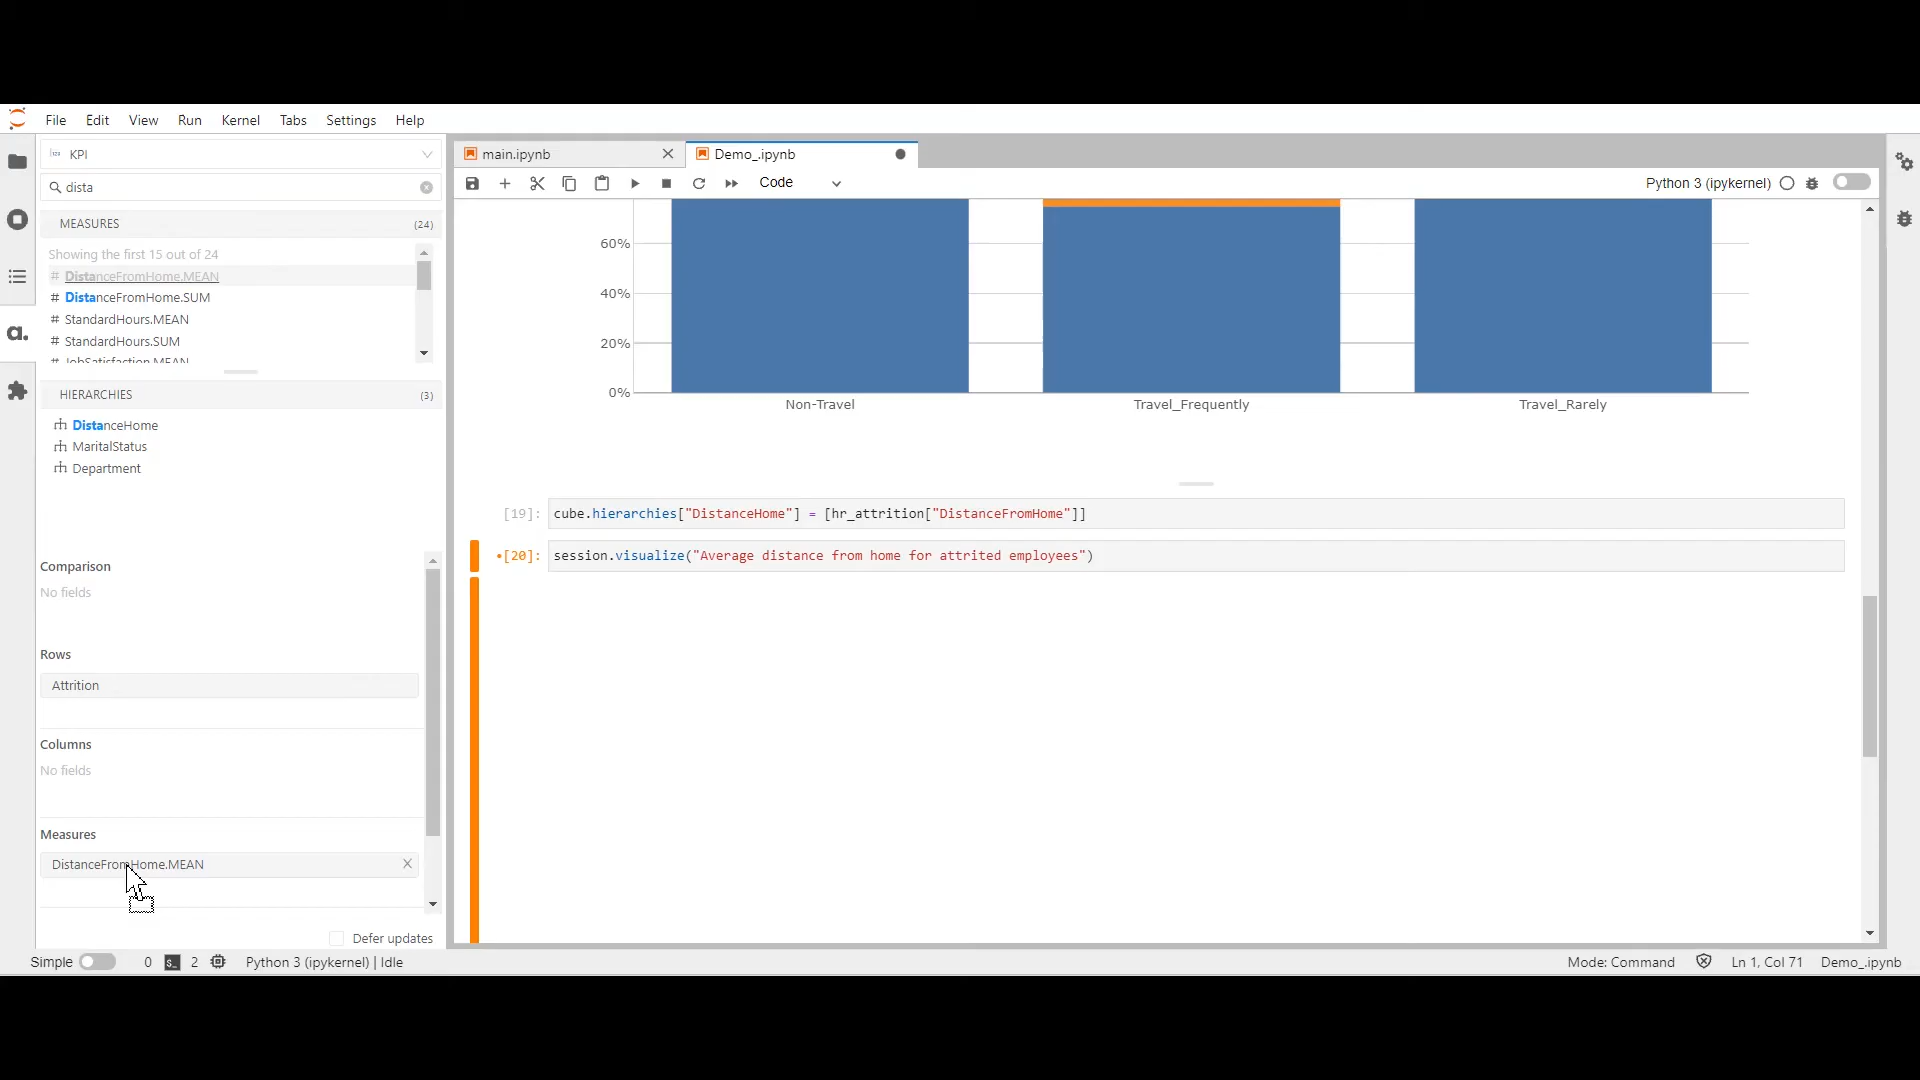 File Edit View Run Kernel Tabs Settings Help
KPI
dista
MEASURES (24)
Showing the first 15 out of 24
# DistanceFromHome.MEAN
# DistanceFromHome.SUM
# StandardHours.MEAN
# StandardHours.SUM
# JobSatisfaction.MEAN
HIERARCHIES (3)
DistanceHome
MaritalStatus
Department
Comparison
No fields
Rows
Attrition
Columns
No fields
Measures
DistanceFromHome.MEAN
Defer updates
main.ipynb
Demo_.ipynb
Code
Python 3 (ipykernel)
60%
40%
20%
0%
Non-Travel Travel_Frequently Travel_Rarely
[19]: cube.hierarchies["DistanceHome"] = [hr_attrition["DistanceFromHome"]]
•[20]: session.visualize("Average distance from home for attrited employees")
a.
Simple 0 2 Python 3 (ipykernel) | Idle Mode: Command Ln 1, Col 71 Demo_.ipynb